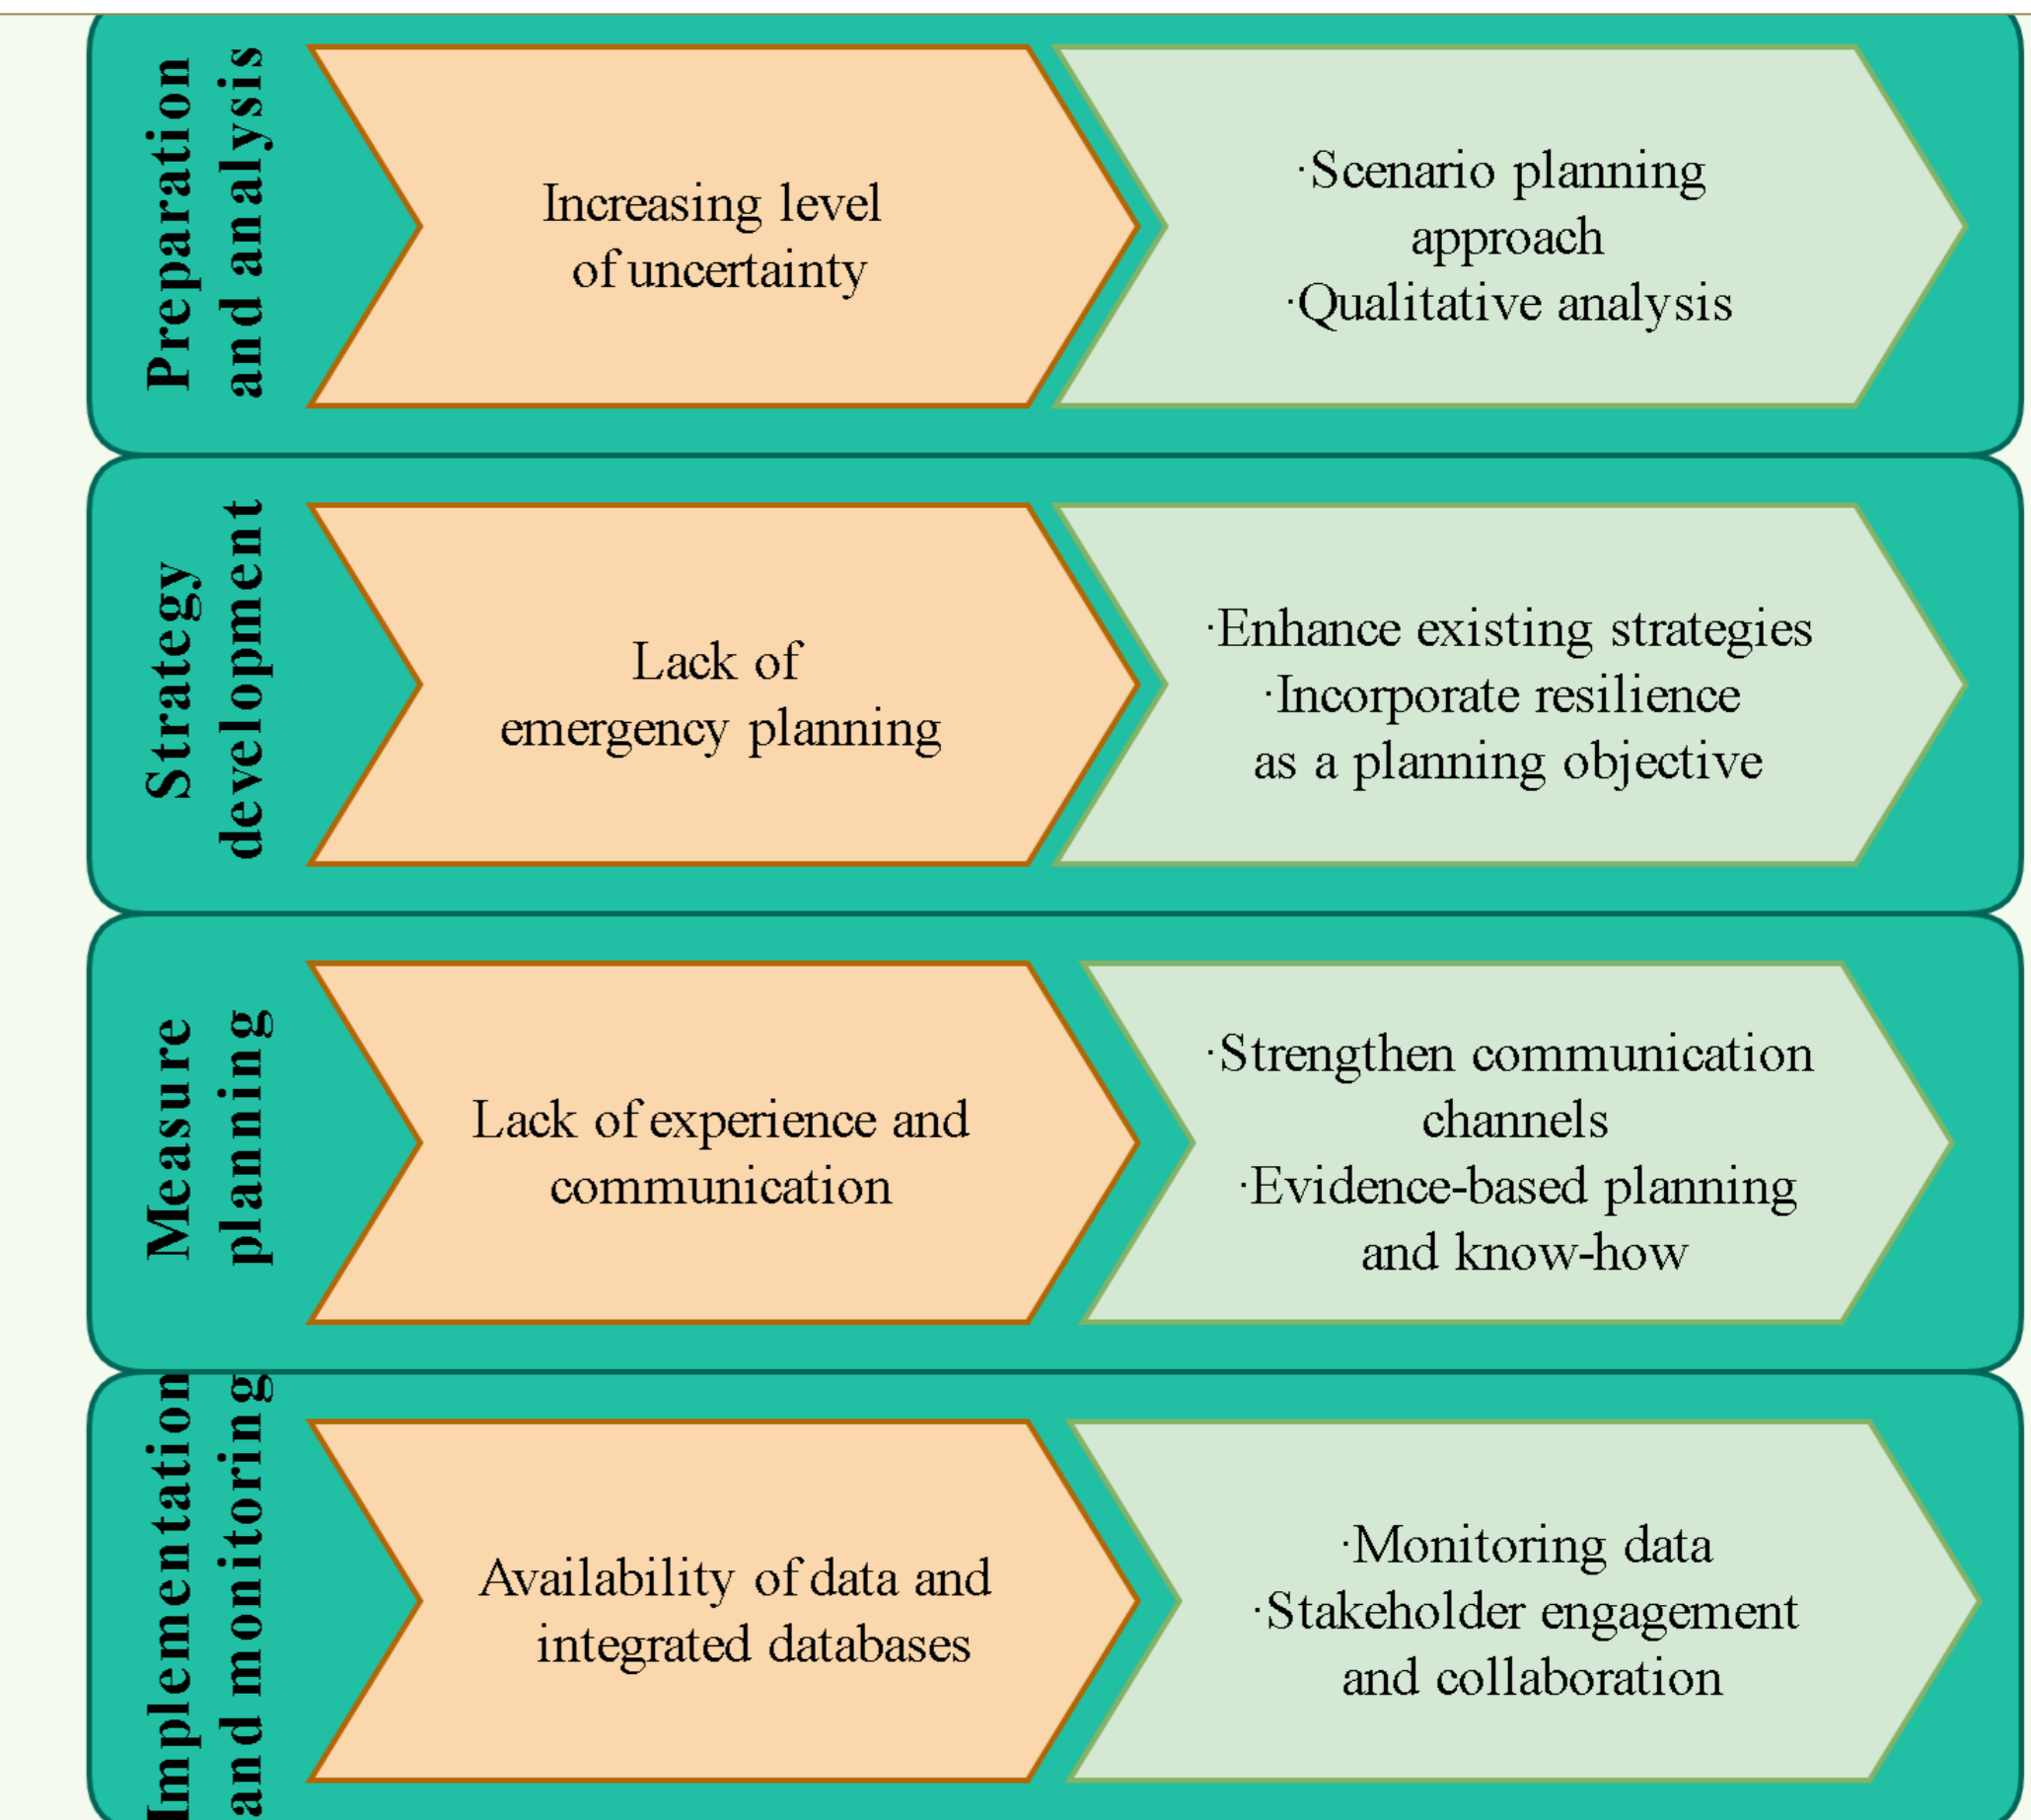 Preparation
and analysis
Increasing level
of uncertainty
·Scenario planning
approach
·Qualitative analysis
Strategy
development
Lack of
emergency planning
·Enhance existing strategies
·Incorporate resilience
as a planning objective
Measure
planning
Lack of experience and
communication
·Strengthen communication
channels
·Evidence-based planning
and know-how
Implementation
and monitoring
Availability of data and
integrated databases
·Monitoring data
·Stakeholder engagement
and collaboration